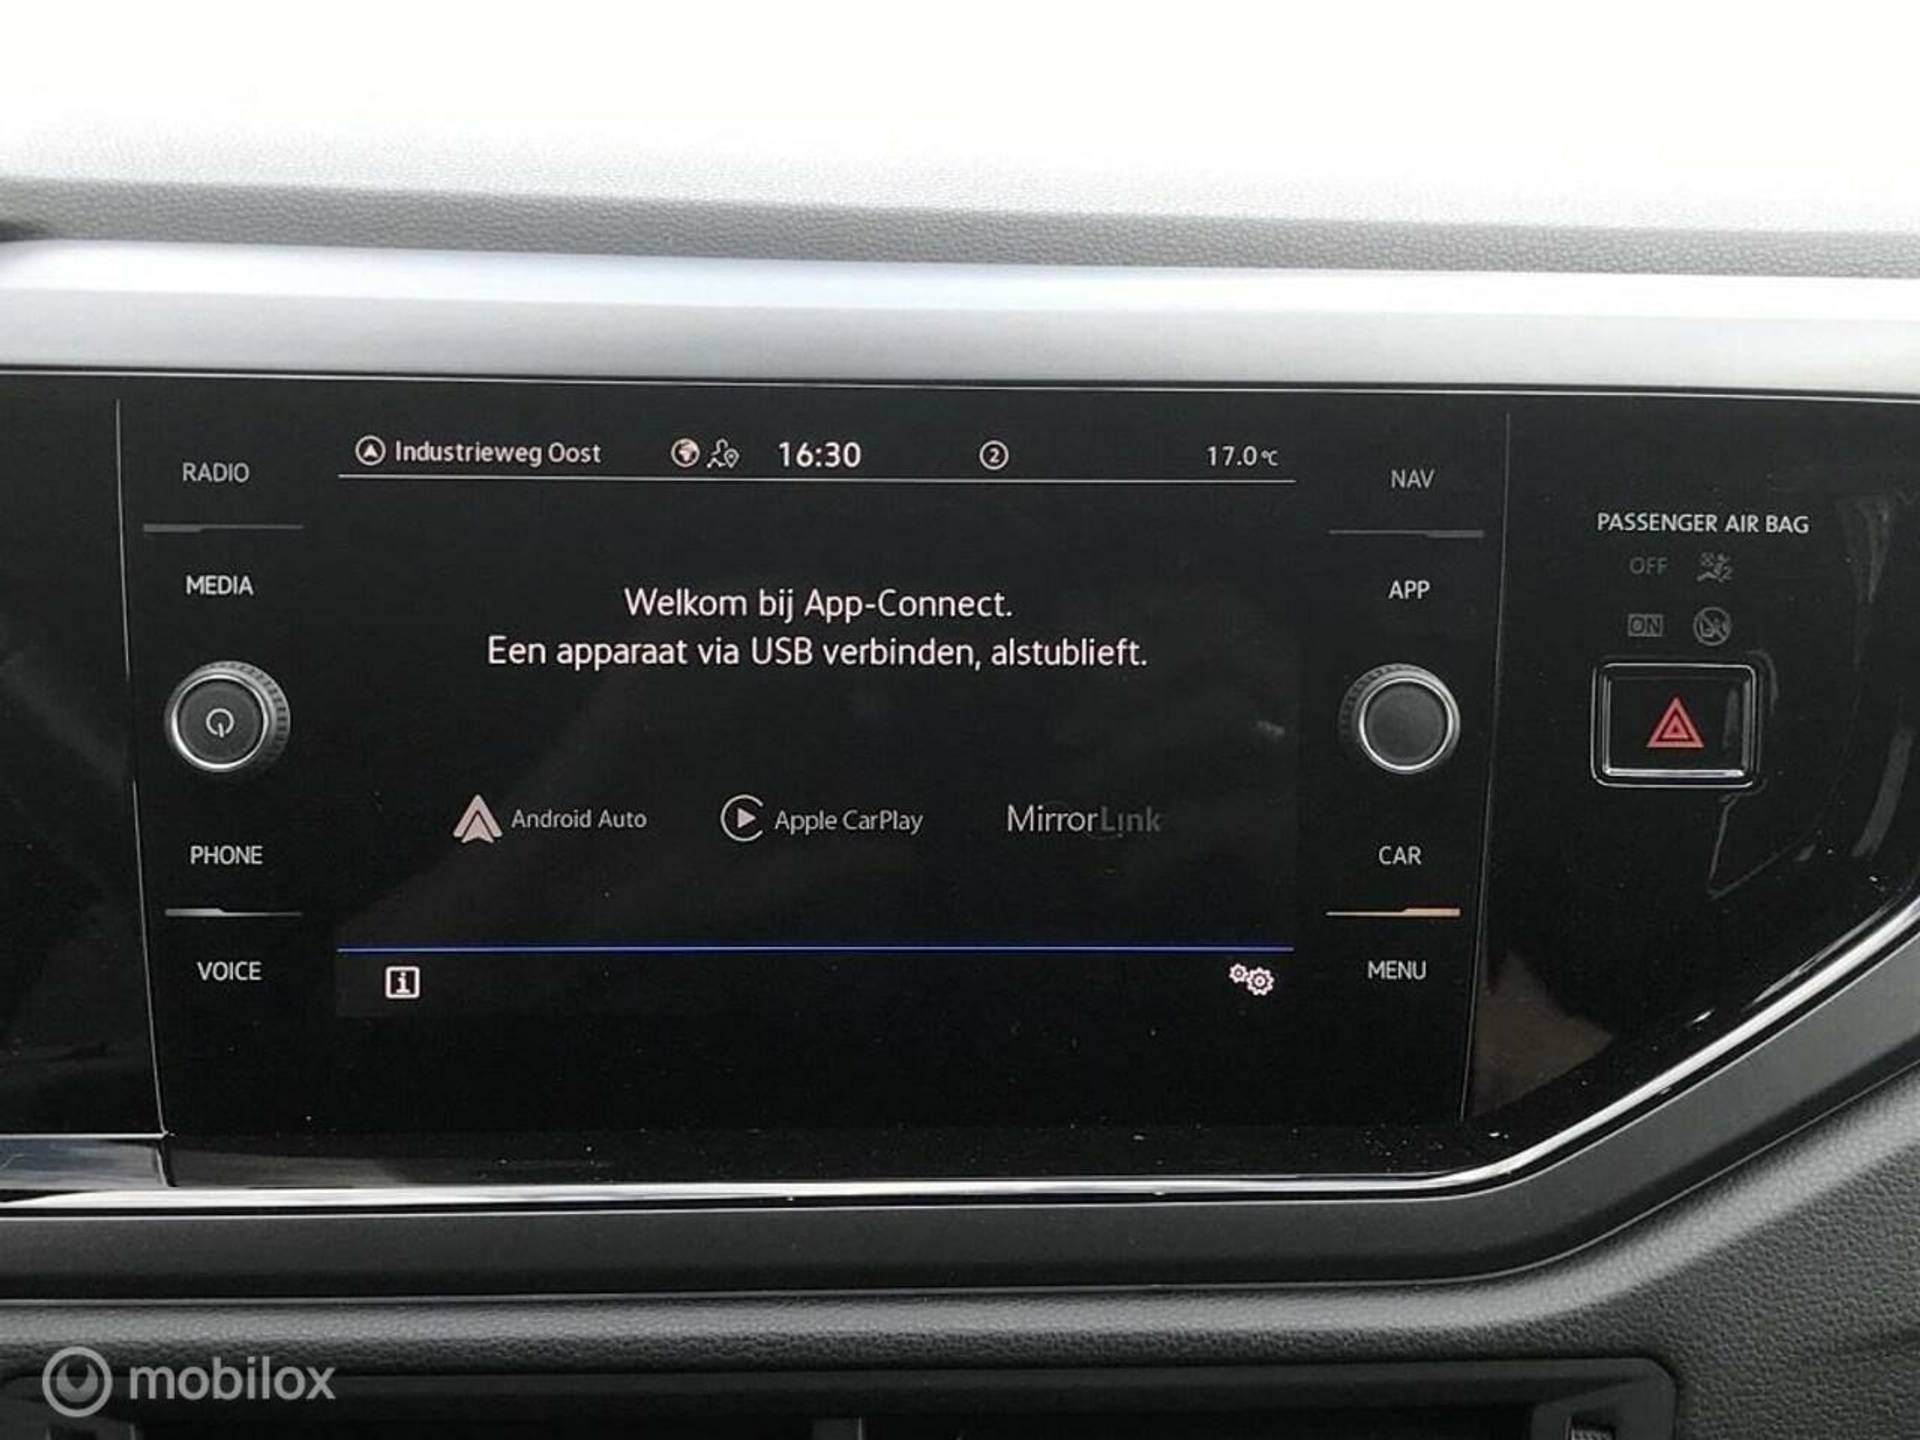 Industrieweg Oost 16:30 2 17.0°C
RADIO
NAV
PASSENGER AIR BAG
OFF
MEDIA
APP
Welkom bij App-Connect.
ON
Een apparaat via USB verbinden, alstublieft.
Android Auto
Apple CarPlay
MirrorLink
PHONE
CAR
VOICE
i
MENU
mobilox